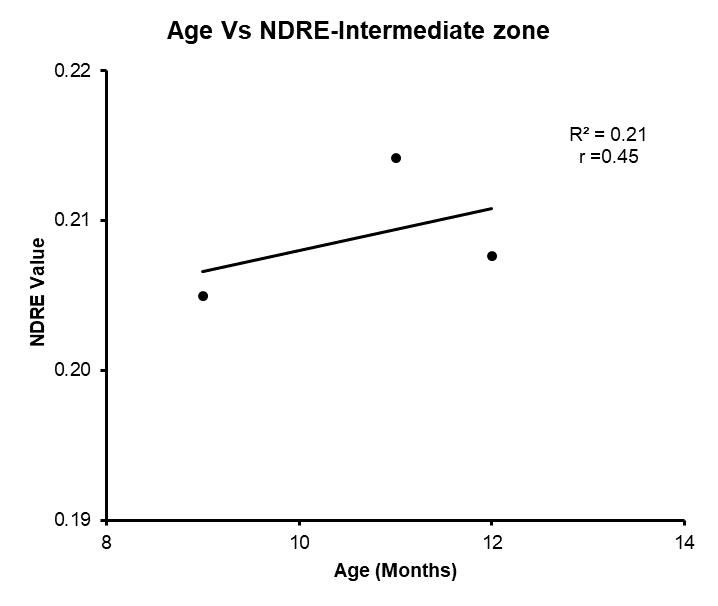 Age Vs NDRE-Intermediate zone
0.22
R² = 0.21
r =0.45
0.21
NDRE Value
0.20
0.19
8 10 12 14
Age (Months)